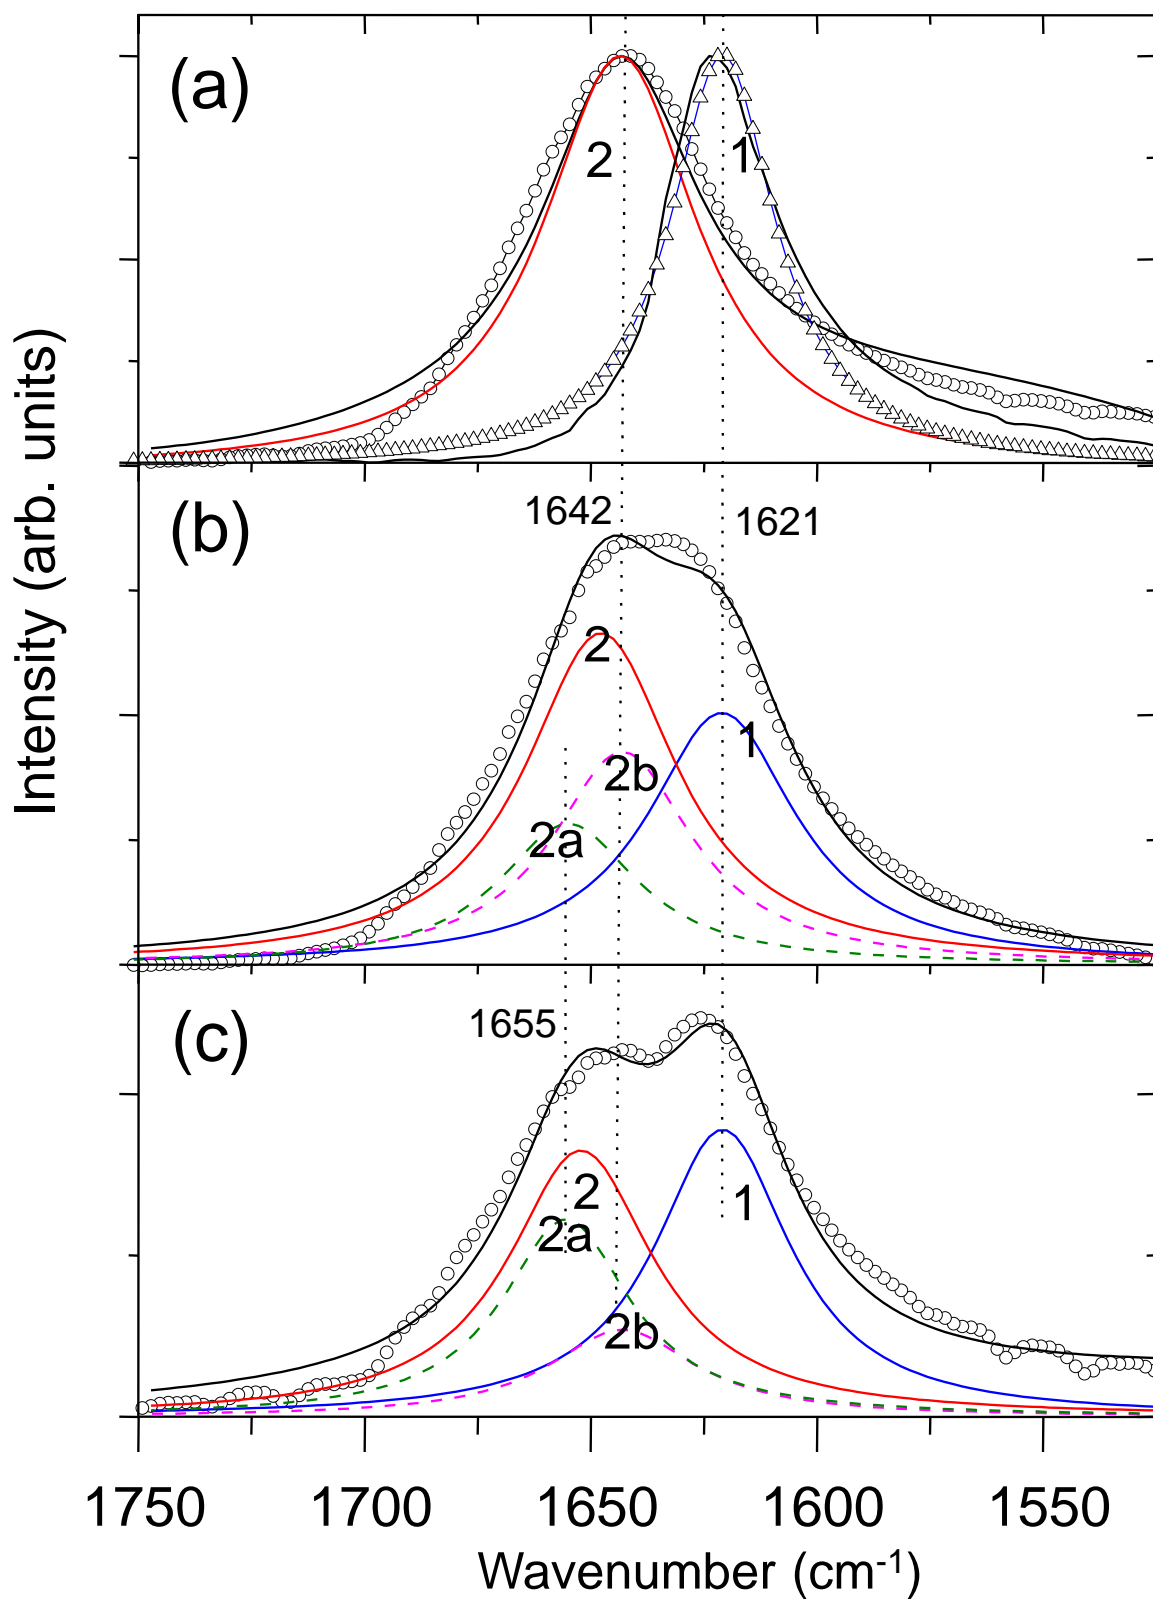 (a)
2
1
Intensity (arb. units)
(b)
1642
1621
2
1
2b
2a
(c)
1655
2
1
2a
2b
1750 1700 1650 1600 1550
Wavenumber (cm-1)